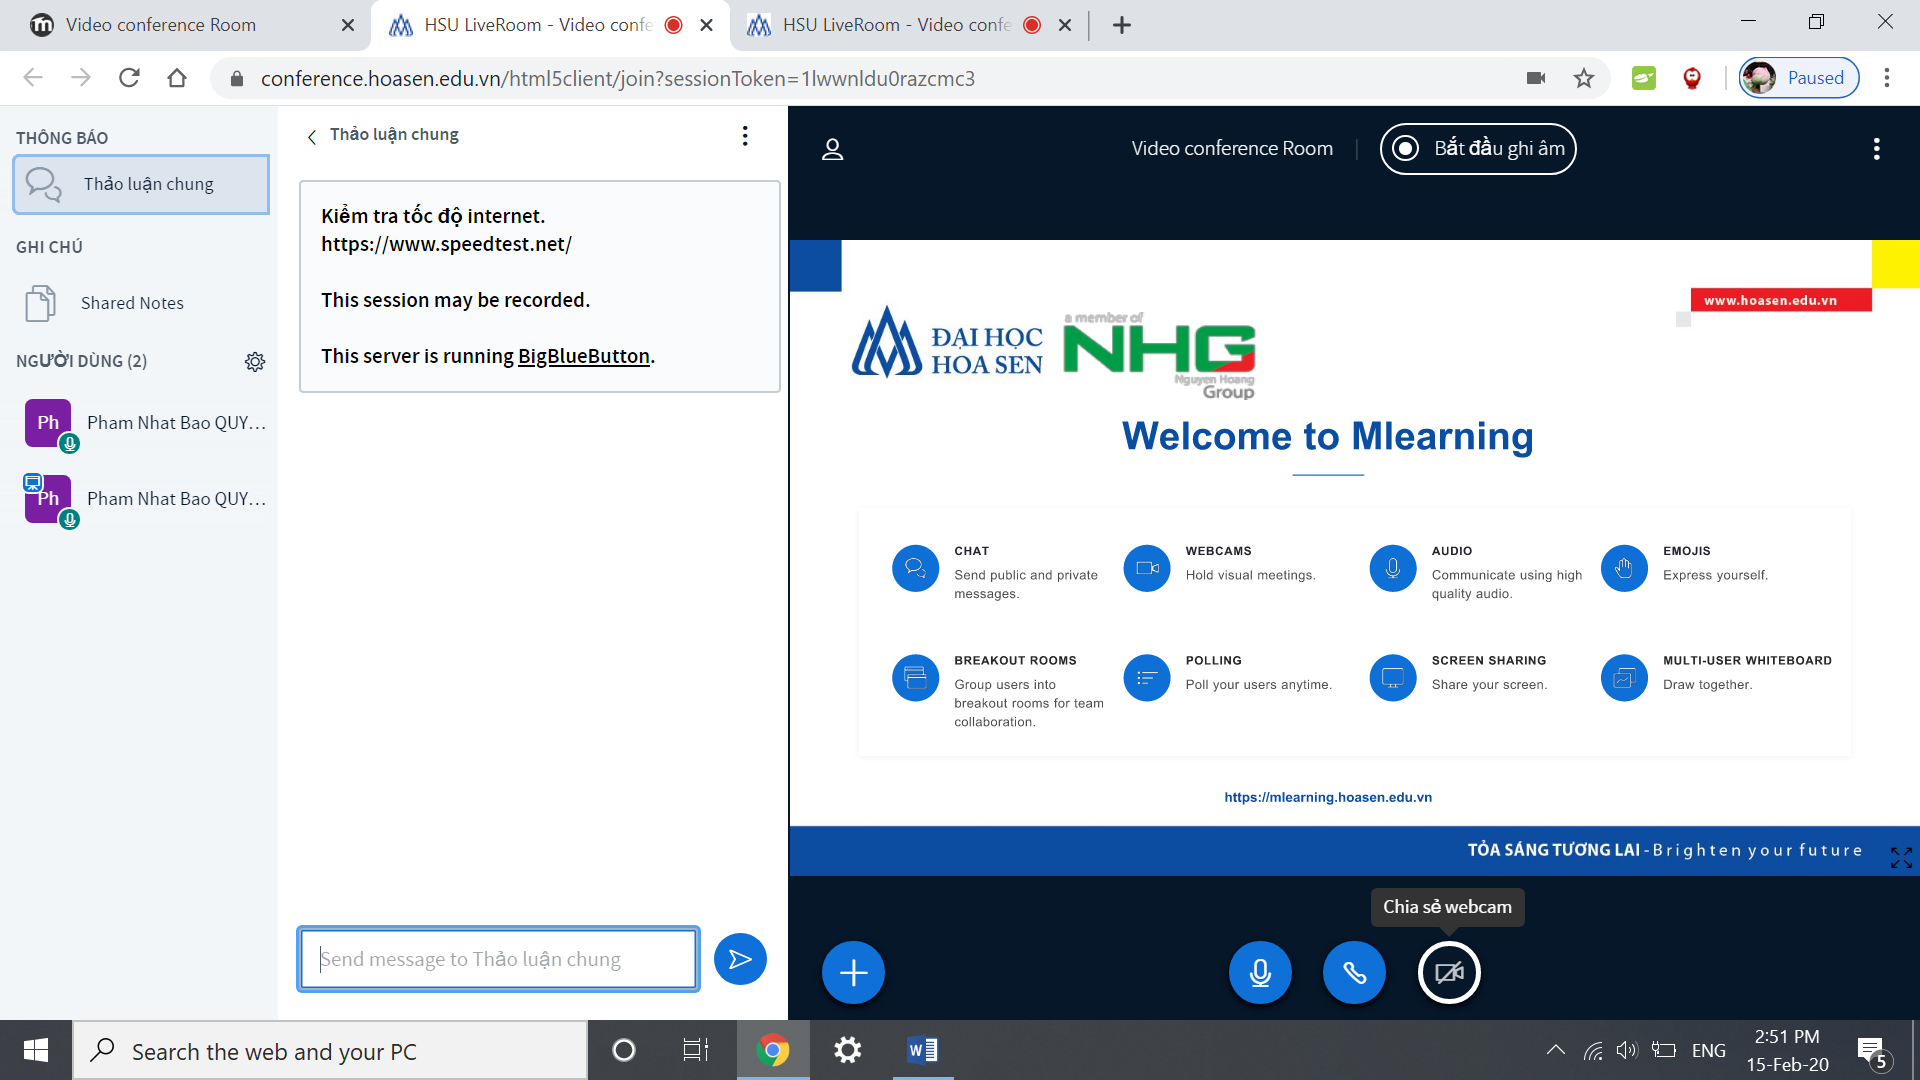 Video conference Room
HSU LiveRoom - Video confe
HSU LiveRoom - Video confe
conference.hoasen.edu.vn/html5client/join?sessionToken=1lwwnldu0razcmc3
Paused
THÔNG BÁO
Thảo luận chung
GHI CHÚ
Shared Notes
NGƯỜI DÙNG (2)
Ph
Pham Nhat Bao QUY...
Ph
Pham Nhat Bao QUY...
Thảo luận chung
Kiểm tra tốc độ internet.
https://www.speedtest.net/
This session may be recorded.
This server is running BigBlueButton.
Send message to Thảo luận chung
Video conference Room
Bắt đầu ghi âm
www.hoasen.edu.vn
ĐẠI HỌC
HOA SEN
a member of
NHG
Nguyen Hoang
Group
Welcome to Mlearning
CHAT
Send public and private
messages.
WEBCAMS
Hold visual meetings.
AUDIO
Communicate using high
quality audio.
EMOJIS
Express yourself.
BREAKOUT ROOMS
Group users into
breakout rooms for team
collaboration.
POLLING
Poll your users anytime.
SCREEN SHARING
Share your screen.
MULTI-USER WHITEBOARD
Draw together.
https://mlearning.hoasen.edu.vn
TỎA SÁNG TƯƠNG LAI - Brighten your future
Chia sẻ webcam
Search the web and your PC
ENG
2:51 PM
15-Feb-20
5